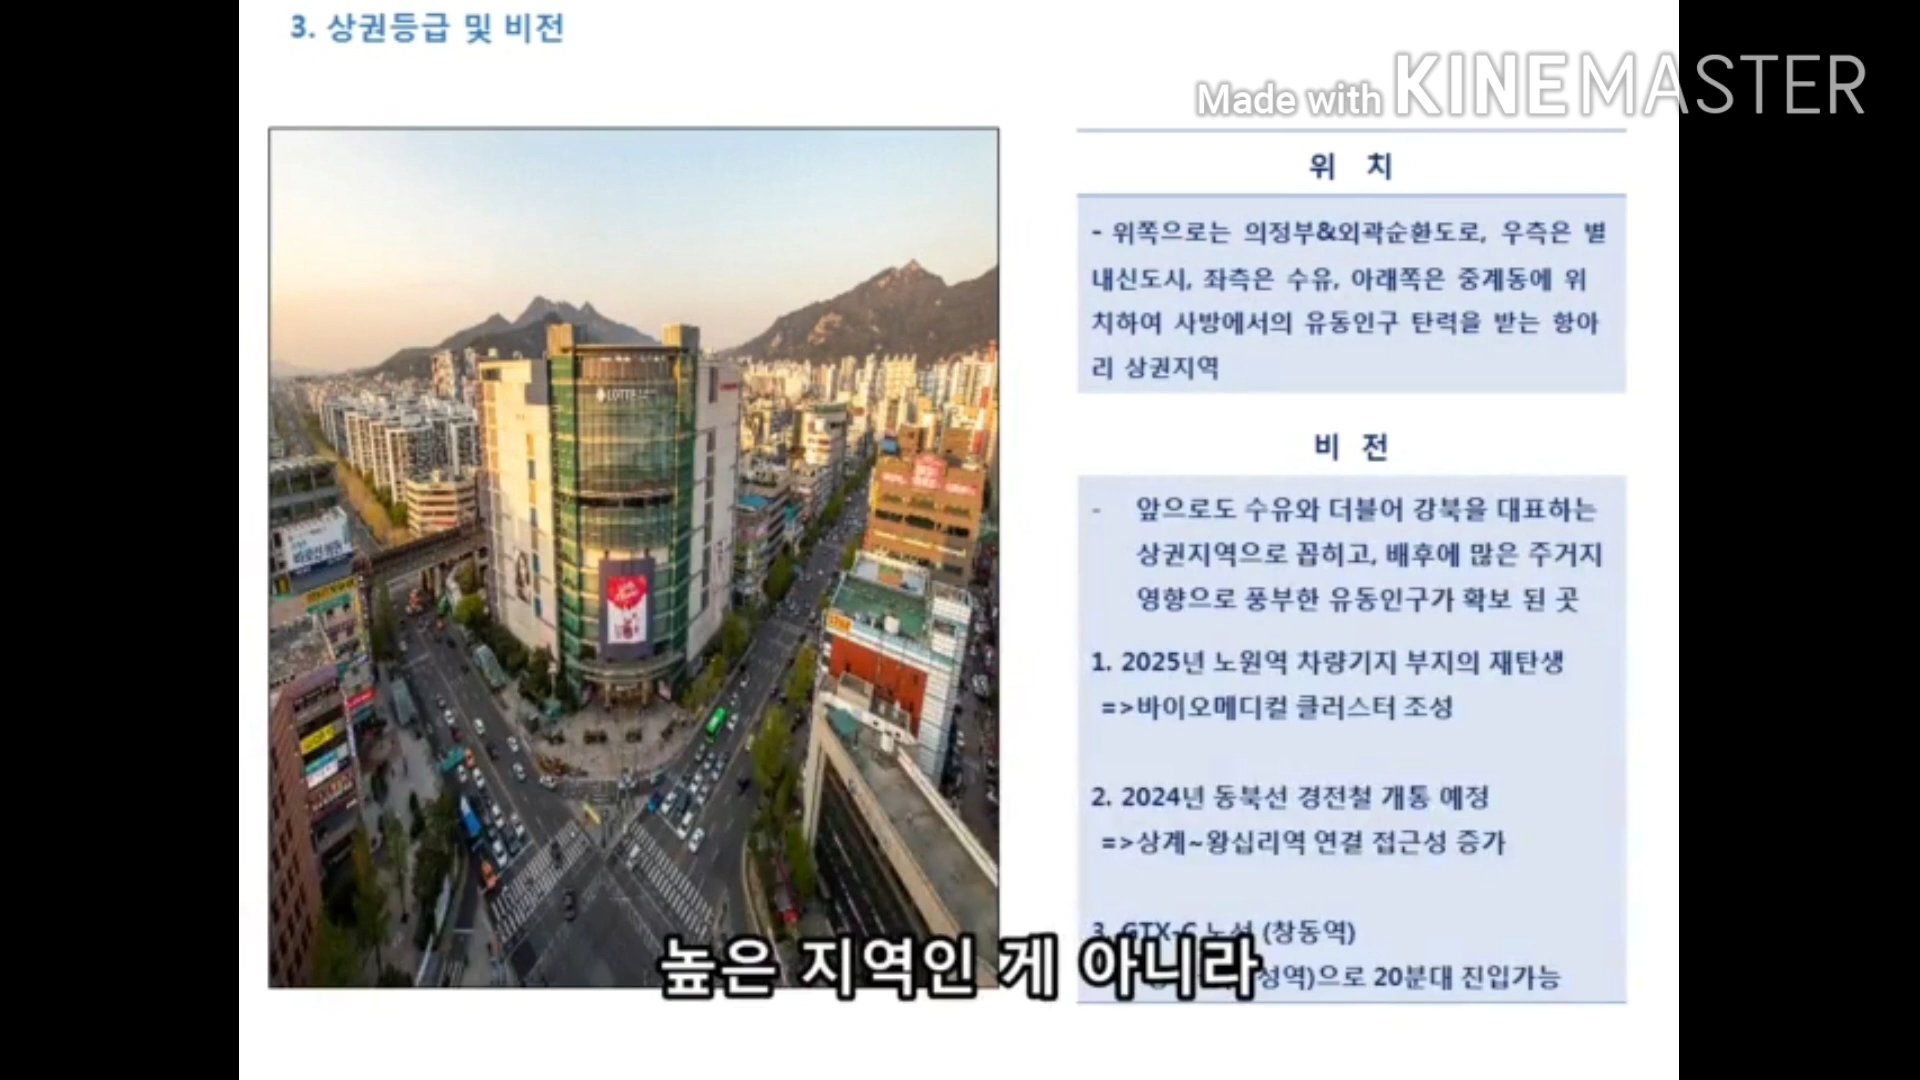 3. 상권등급 및 비전
Made with KINEMASTER
위 치
- 위쪽으로는 의정부&외곽순환도로, 우측은 별
내신도시, 좌측은 수유, 아래쪽은 중계동에 위
치하여 사방에서의 유동인구 탄력을 받는 항아
리 상권지역
LOTTE
비 전
- 앞으로도 수유와 더불어 강북을 대표하는
상권지역으로 꼽히고, 배후에 많은 주거지
영향으로 풍부한 유동인구가 확보 된 곳
1. 2025년 노원역 차량기지 부지의 재탄생
=>바이오메디컬 클러스터 조성
2. 2024년 동북선 경전철 개통 예정
=>상계~왕십리역 연결 접근성 증가
3. GTX-C 노선 (창동역)
성역)으로 20분대 진입가능
높은 지역인 게 아니라